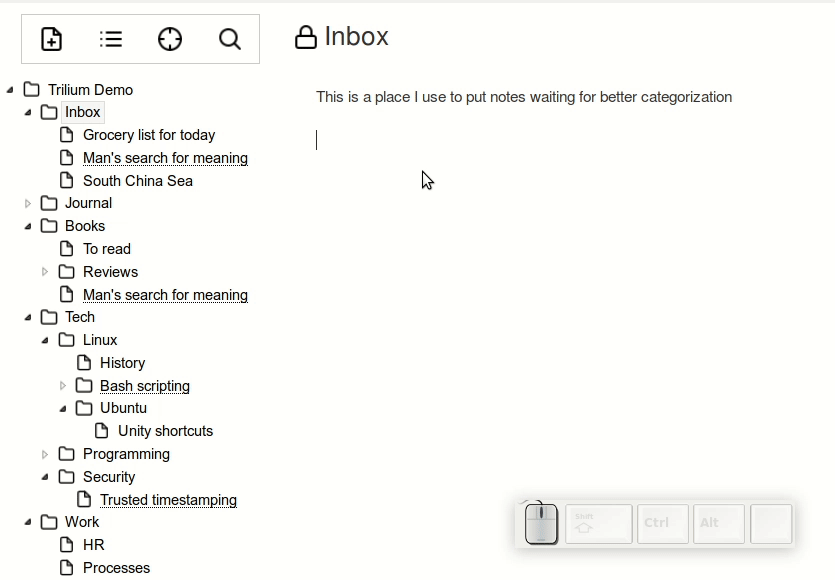 Inbox
This is a place I use to put notes waiting for better categorization
Trilium Demo
Inbox
Grocery list for today
Man's search for meaning
South China Sea
Journal
Books
To read
Reviews
Man's search for meaning
Tech
Linux
History
Bash scripting
Ubuntu
Unity shortcuts
Programming
Security
Trusted timestamping
Work
HR
Processes
Shift
Ctrl
Alt